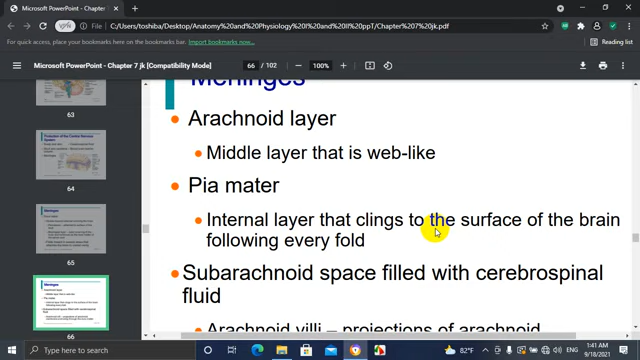 Microsoft Chapter 7 jk
VPN
File | C:/Users/toshiba/Desktop/Anatomy%20and%20Physiology%20I%20and%20II%20ppT/Chapter%207%20jk.pdf
For quick access, place your bookmarks here on the bookmarks bar. Import bookmarks now...
Reading list
Microsoft Word - Chapter 7 jk [Compatibility Mode]
66 / 102
100%
63
64
65
66
Meninges
Arachnoid layer
Middle layer that is web-like
Pia mater
Internal layer that clings to the surface of the brain
following every fold
Subarachnoid space filled with cerebrospinal
fluid
Arachnoid villi – projections of arachnoid
Type here to search
82°F
ENG
1:41 AM
9/18/2021